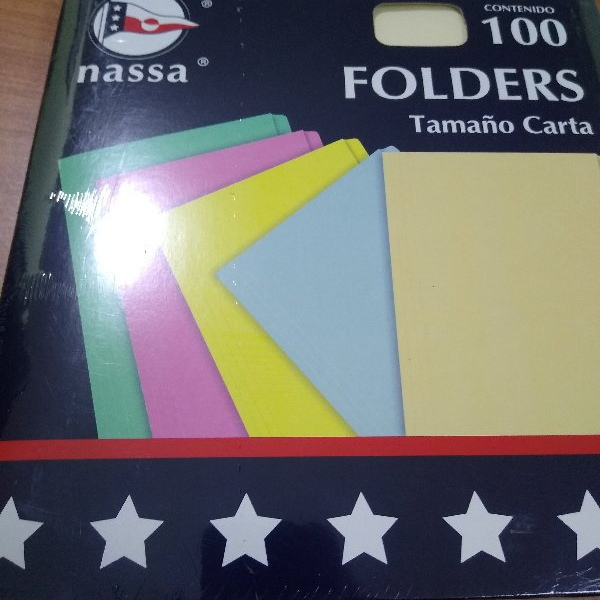 ®
CONTENIDO
100
nassa ®
FOLDERS
Tamaño Carta